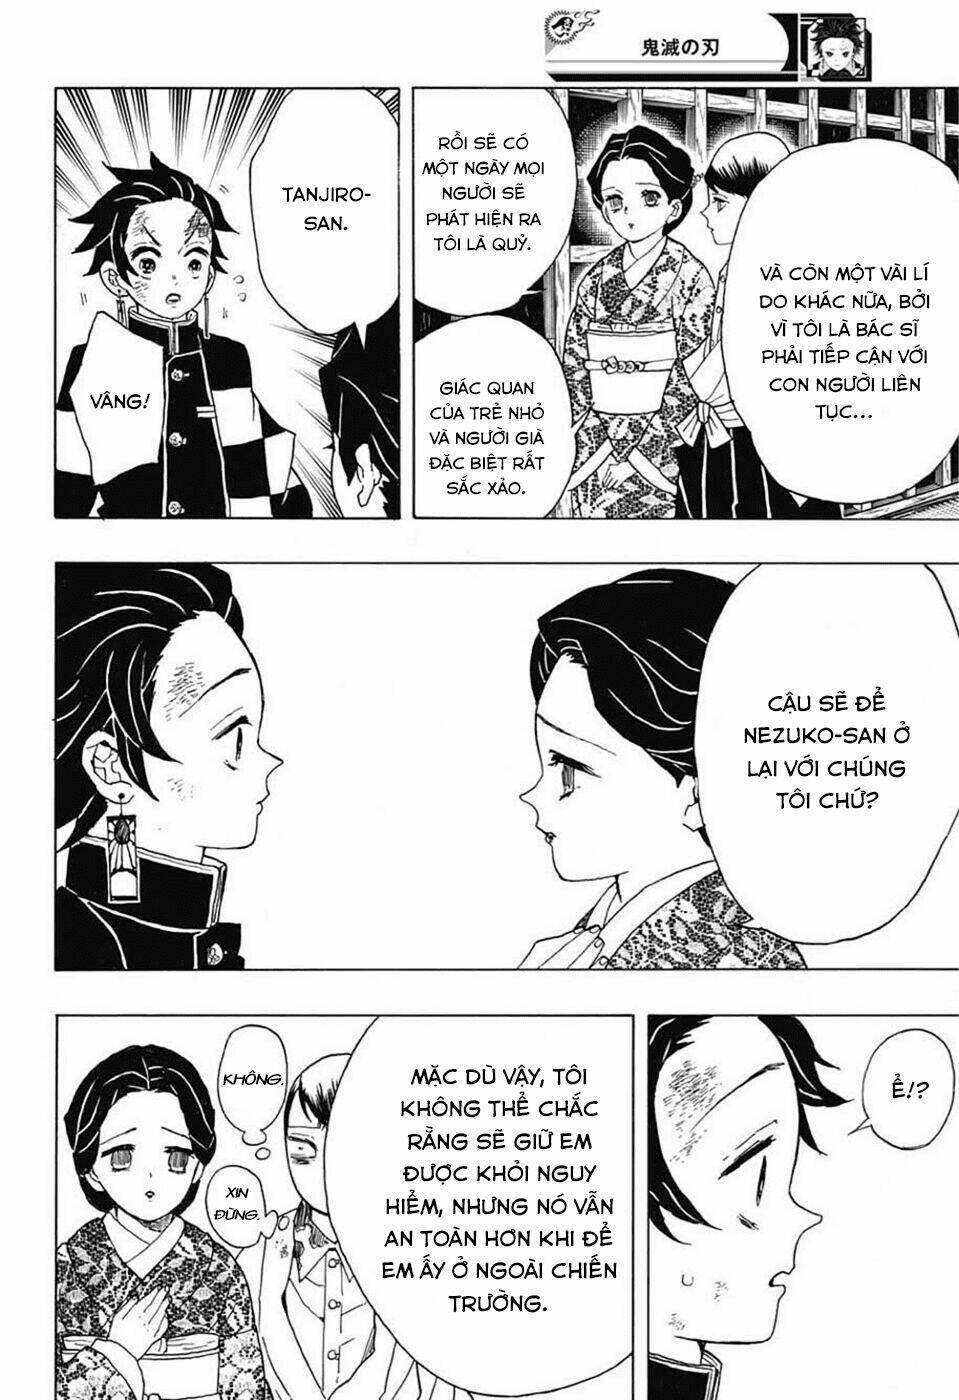 鬼滅の刃
VÀ CÒN MỘT VÀI LÍ
DO KHÁC NỮA, BỞI
VÌ TÔI LÀ BÁC SĨ
PHẢI TIẾP CẬN VỚI
CON NGƯỜI LIÊN
TỤC...
RỒI SẼ CÓ
MỘT NGÀY MỌI
NGƯỜI SẼ
PHÁT HIỆN RA
TÔI LÀ QUỶ.
GIÁC QUAN
CỦA TRẺ NHỎ
VÀ NGƯỜI GIÀ
ĐẶC BIỆT RẤT
SẮC XẢO.
TANJIRO-
SAN.
VÂNG!
CẬU SẼ ĐỂ
NEZUKO-SAN Ở
LẠI VỚI CHÚNG
TÔI CHỨ?
Ể!?
MẶC DÙ VẬY, TÔI
KHÔNG THỂ CHẮC
RẰNG SẼ GIỮ EM
ĐƯỢC KHỎI NGUY
HIỂM, NHƯNG NÓ VẪN
AN TOÀN HƠN KHI ĐỂ
EM ẤY Ở NGOÀI CHIẾN
TRƯỜNG.
KHÔNG.
XIN
ĐỪNG.